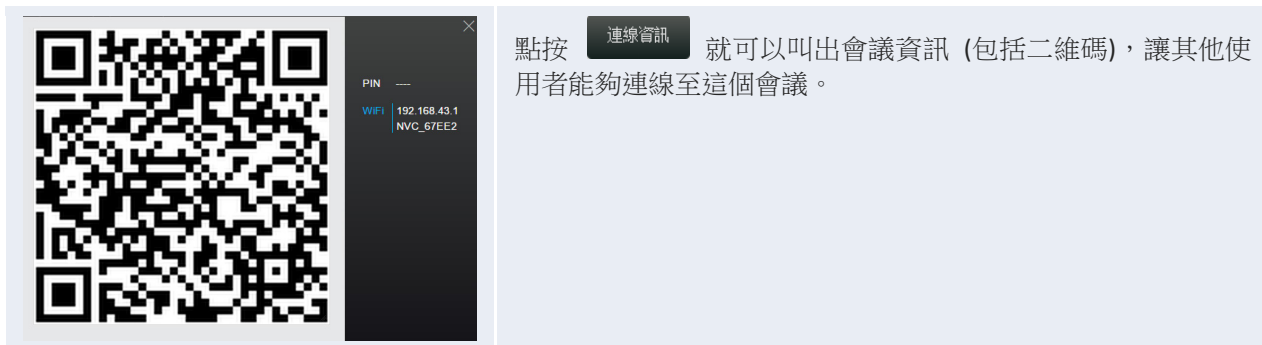 PIN ----
WiFi 192.168.43.1
NVC_67EE2
點按 連線資訊 就可以叫出會議資訊 (包括二維碼)，讓其他使
用者能夠連線至這個會議。